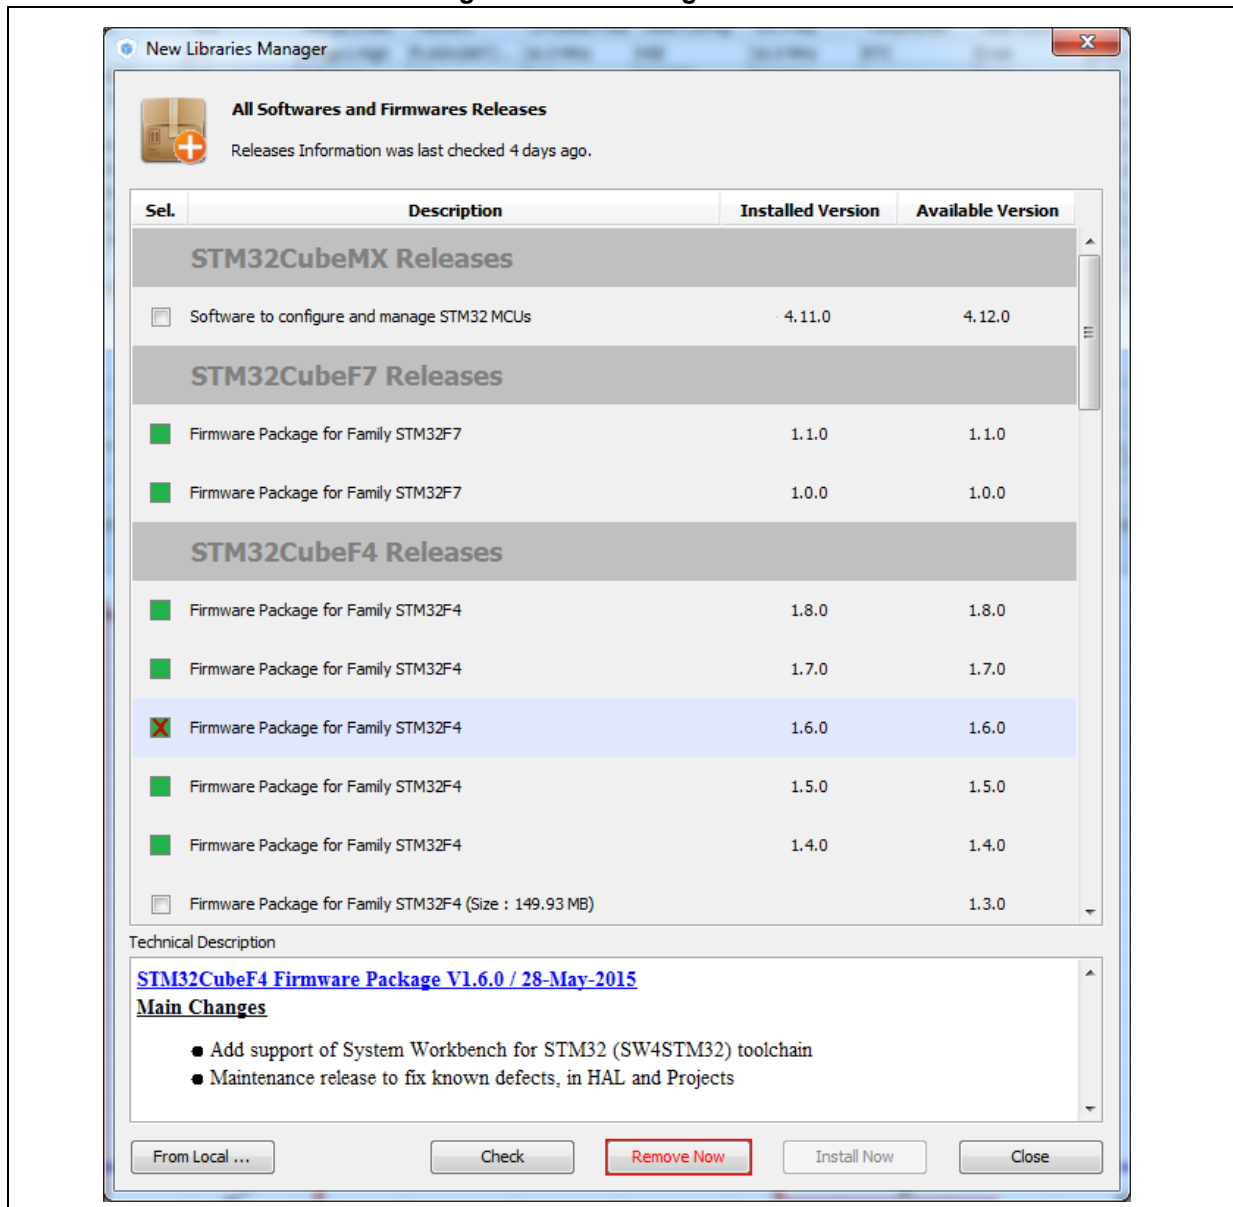 New Libraries Manager
All Softwares and Firmwares Releases
Releases Information was last checked 4 days ago.
Sel. Description Installed Version Available Version
STM32CubeMX Releases
Software to configure and manage STM32 MCUs 4.11.0 4.12.0
STM32CubeF7 Releases
Firmware Package for Family STM32F7 1.1.0 1.1.0
Firmware Package for Family STM32F7 1.0.0 1.0.0
STM32CubeF4 Releases
Firmware Package for Family STM32F4 1.8.0 1.8.0
Firmware Package for Family STM32F4 1.7.0 1.7.0
Firmware Package for Family STM32F4 1.6.0 1.6.0
Firmware Package for Family STM32F4 1.5.0 1.5.0
Firmware Package for Family STM32F4 1.4.0 1.4.0
Firmware Package for Family STM32F4 (Size : 149.93 MB) 1.3.0
Technical Description
STM32CubeF4 Firmware Package V1.6.0 / 28-May-2015
Main Changes
● Add support of System Workbench for STM32 (SW4STM32) toolchain
● Maintenance release to fix known defects, in HAL and Projects
From Local ... Check Remove Now Install Now Close